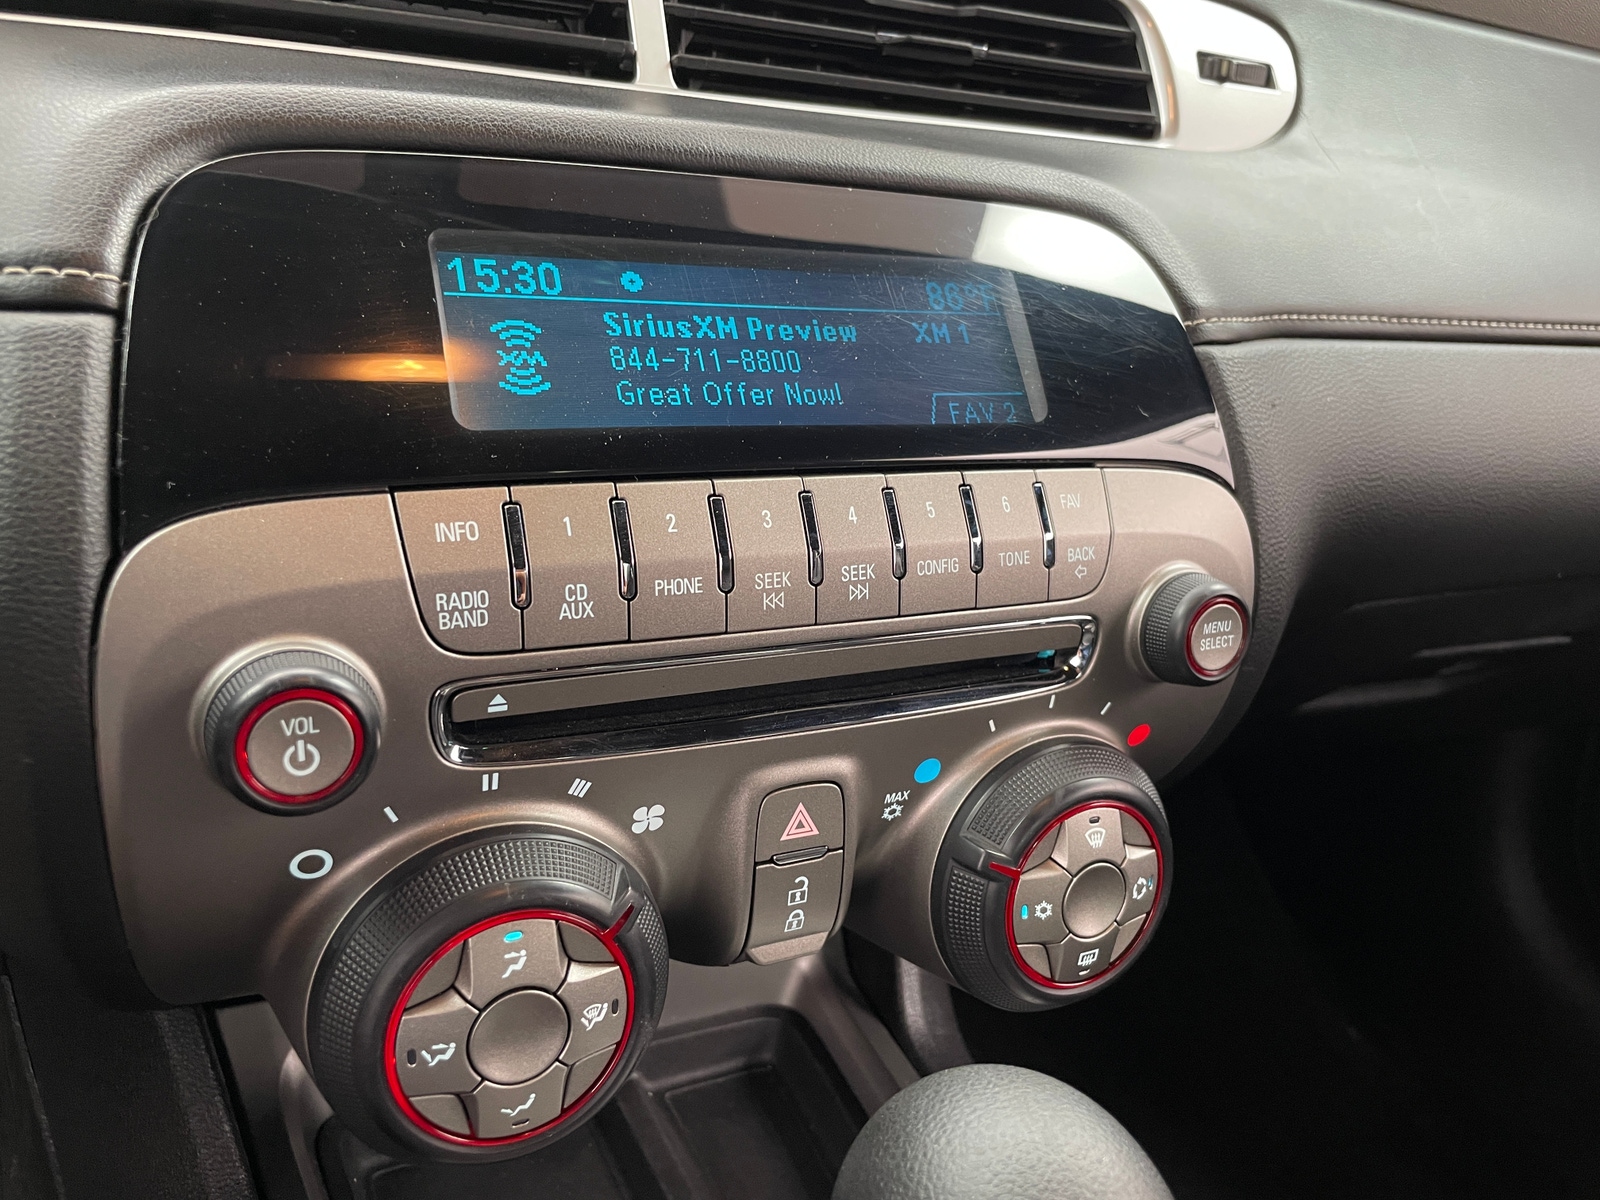 15:30 86°F
SiriusXM Preview XM 1
XM
844-711-8800
Great Offer Now!
FAV 2
INFO 1 2 3 4 5 6 FAV
RADIO BAND CD AUX PHONE SEEK SEEK CONFIG TONE BACK
MENU SELECT
VOL
MAX